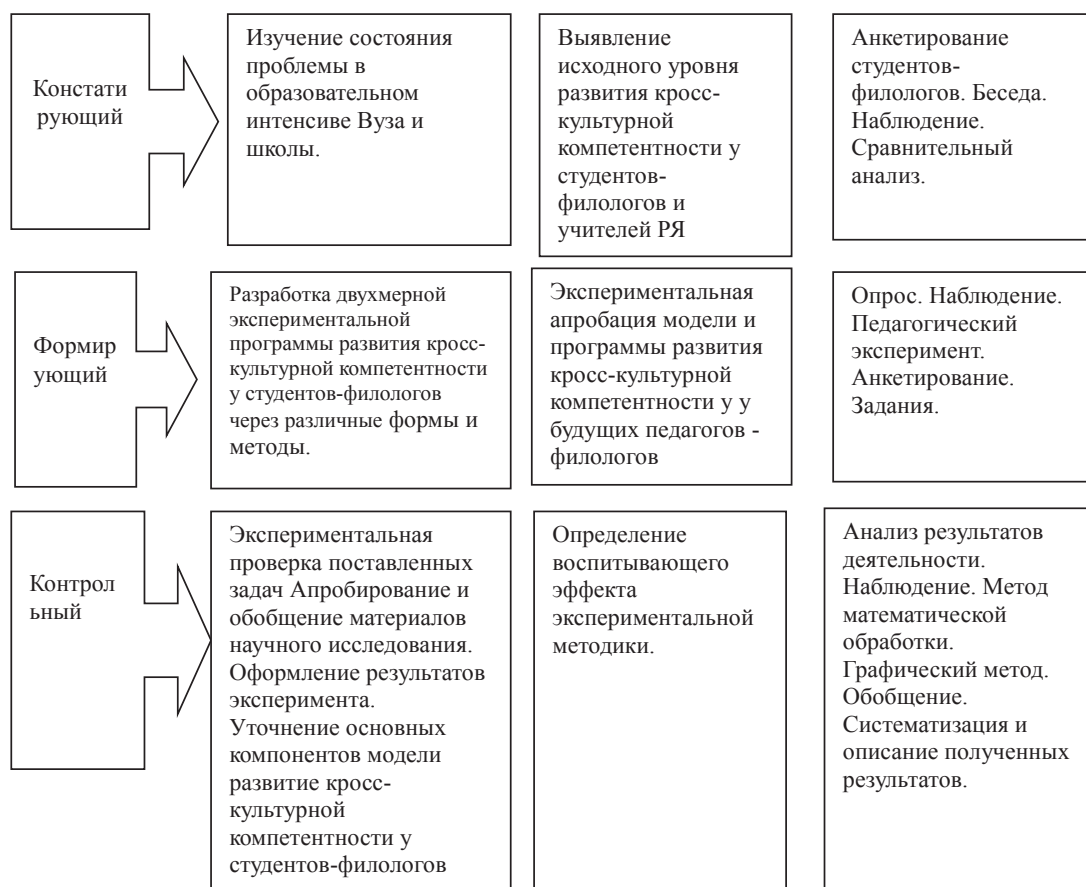 Констати
рующий
Изучение состояния
проблемы в
образовательном
интенсиве Вуза и
школы.
Выявление
исходного уровня
развития кросс-
культурной
компетентности у
студентов-
филологов и
учителей РЯ
Анкетирование
студентов-
филологов. Беседа.
Наблюдение.
Сравнительный
анализ.
Формир
ующий
Разработка двухмерной
экспериментальной
программы развития кросс-
культурной компетентности
у студентов-филологов
через различные формы и
методы.
Экспериментальная
апробация модели и
программы развития
кросс-культурной
компетентности у у
будущих педагогов -
филологов
Опрос. Наблюдение.
Педагогический
эксперимент.
Анкетирование.
Задания.
Контрол
ьный
Экспериментальная
проверка поставленных
задач Апробирование и
обобщение материалов
научного исследования.
Оформление результатов
эксперимента.
Уточнение основных
компонентов модели
развитие кросс-
культурной
компетентности у
студентов-филологов
Определение
воспитывающего
эффекта
экспериментальной
методики.
Анализ результатов
деятельности.
Наблюдение. Метод
математической
обработки.
Графический метод.
Обобщение.
Систематизация и
описание полученных
результатов.